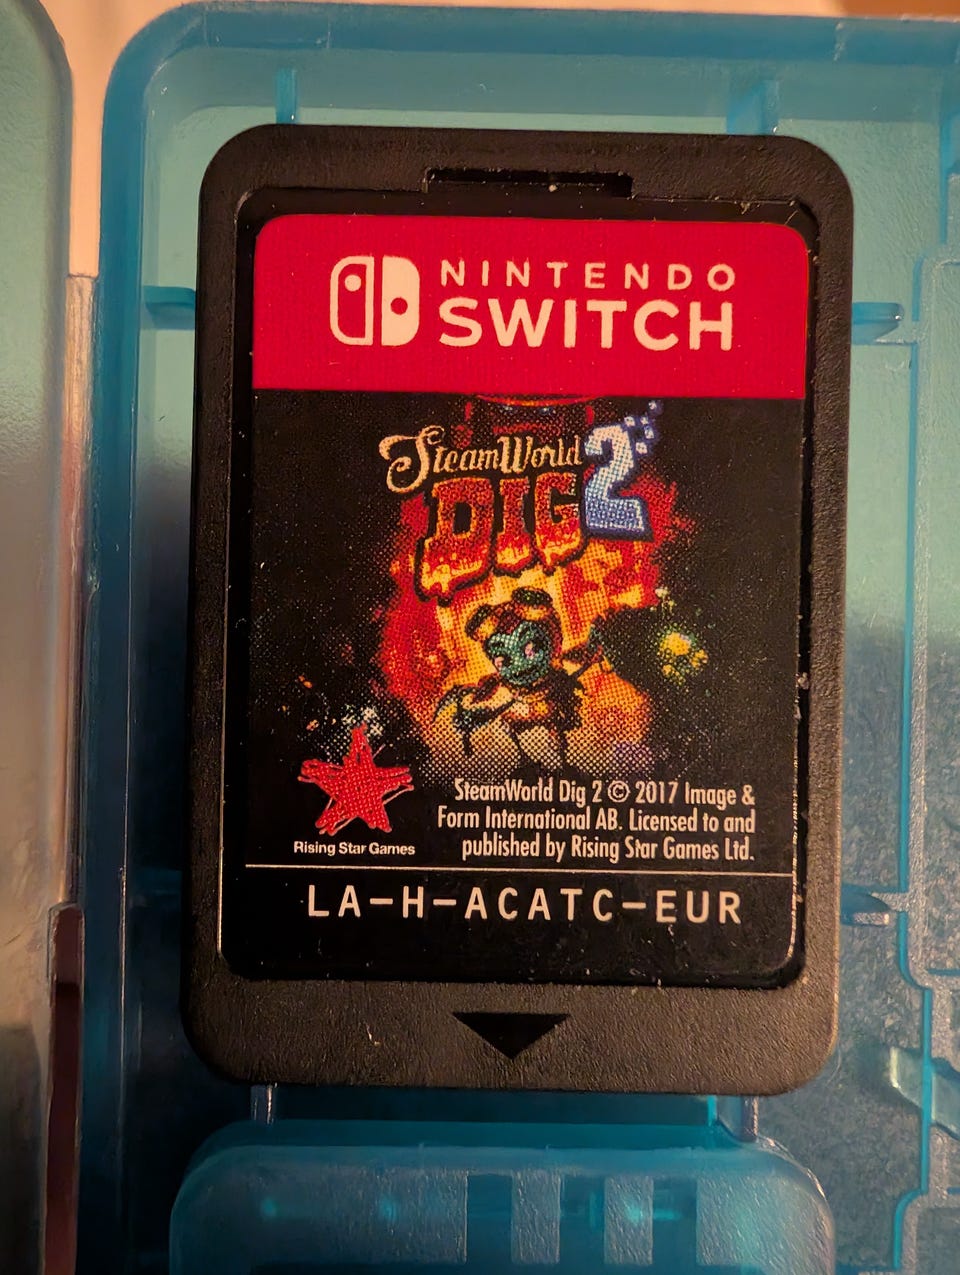 NINTENDO
SWITCH
SteamWorld
DIG 2
SteamWorld Dig 2 © 2017 Image &
Form International AB. Licensed to and
published by Rising Star Games Ltd.
Rising Star Games
LA-H-ACATC-EUR